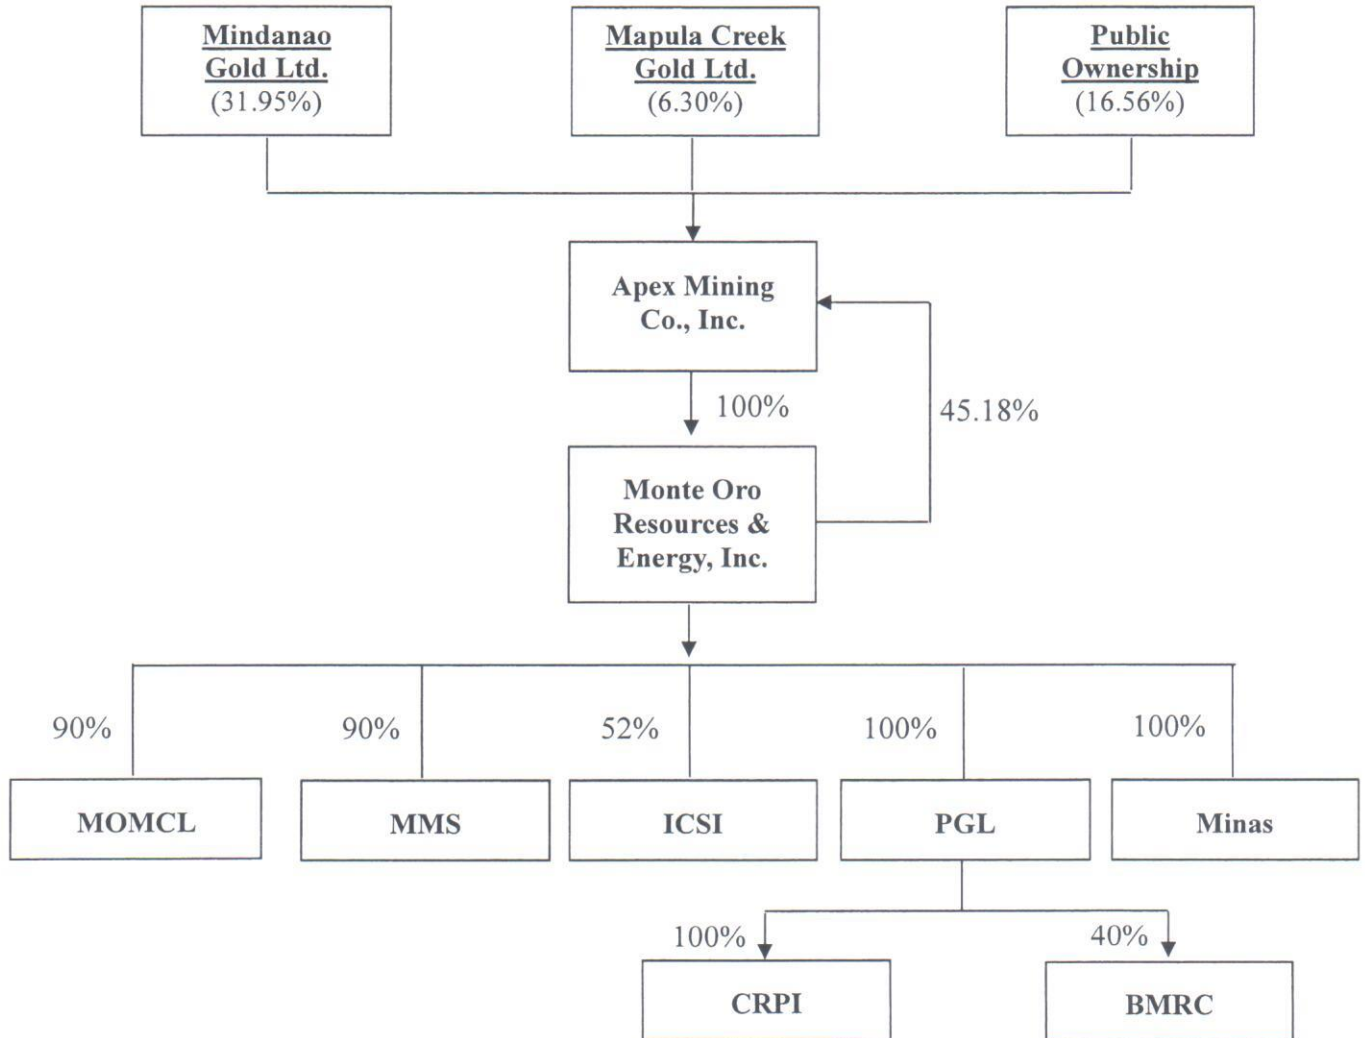 Mindanao
Gold Ltd.
(31.95%)
Mapula Creek
Gold Ltd.
(6.30%)
Public
Ownership
(16.56%)
Apex Mining
Co., Inc.
100%
45.18%
Monte Oro
Resources &
Energy, Inc.
90%
90%
52%
100%
100%
MOMCL
MMS
ICSI
PGL
Minas
100%
40%
CRPI
BMRC